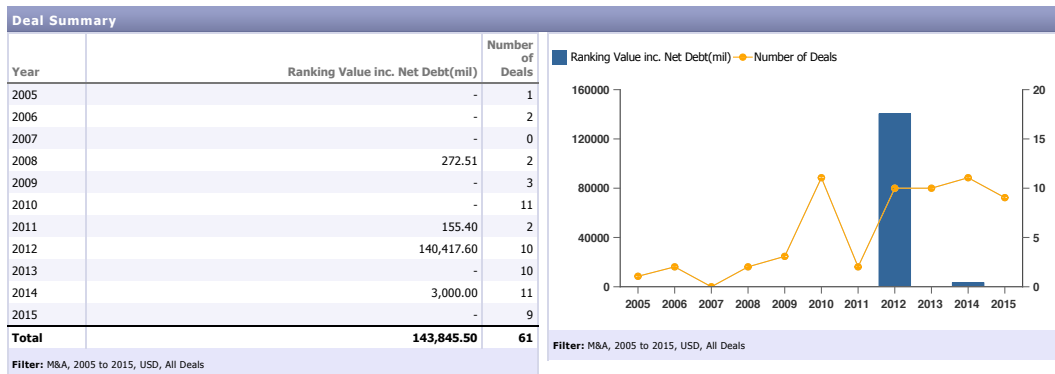 Deal Summary
Year Ranking Value inc. Net Debt(mil) Number of Deals
2005 - 1
2006 - 2
2007 - 0
2008 272.51 2
2009 - 3
2010 - 11
2011 155.40 2
2012 140,417.60 10
2013 - 10
2014 3,000.00 11
2015 - 9
Total 143,845.50 61
Filter: M&A, 2005 to 2015, USD, All Deals
Ranking Value inc. Net Debt(mil) Number of Deals
160000 20
120000 15
80000 10
40000 5
0 0
2005 2006 2007 2008 2009 2010 2011 2012 2013 2014 2015
Filter: M&A, 2005 to 2015, USD, All Deals